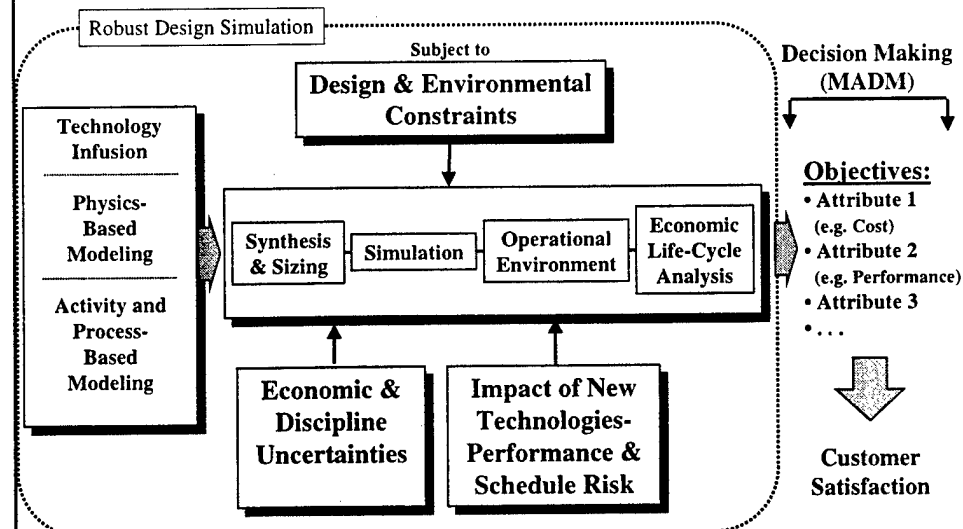 Robust Design Simulation
Subject to
Design & Environmental
Constraints
Technology
Infusion
Physics-
Based
Modeling
Activity and
Process-
Based
Modeling
Synthesis
& Sizing
Simulation
Operational
Environment
Economic
Life-Cycle
Analysis
Economic &
Discipline
Uncertainties
Impact of New
Technologies-
Performance &
Schedule Risk
Decision Making
(MADM)
Objectives:
• Attribute 1
(e.g. Cost)
• Attribute 2
(e.g. Performance)
• Attribute 3
• . . .
Customer
Satisfaction